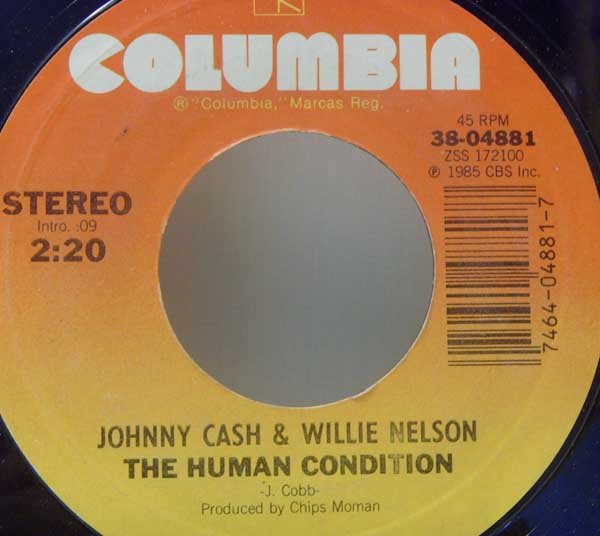 COLUMBIA
® "Columbia," Marcas Reg.
45 RPM
38-04881
ZSS 172100
℗ 1985 CBS Inc.
STEREO
Intro. :09
2:20
7464-04881-7
JOHNNY CASH & WILLIE NELSON
THE HUMAN CONDITION
-J. Cobb-
Produced by Chips Moman